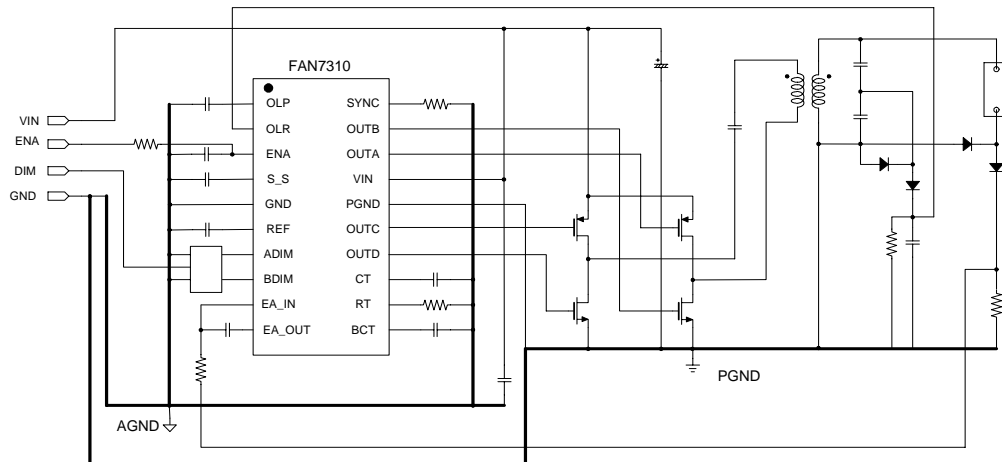 FAN7310
VIN
ENA
DIM
GND
OLP
OLR
ENA
S_S
GND
REF
ADIM
BDIM
EA_IN
EA_OUT
SYNC
OUTB
OUTA
VIN
PGND
OUTC
OUTD
CT
RT
BCT
AGND
PGND